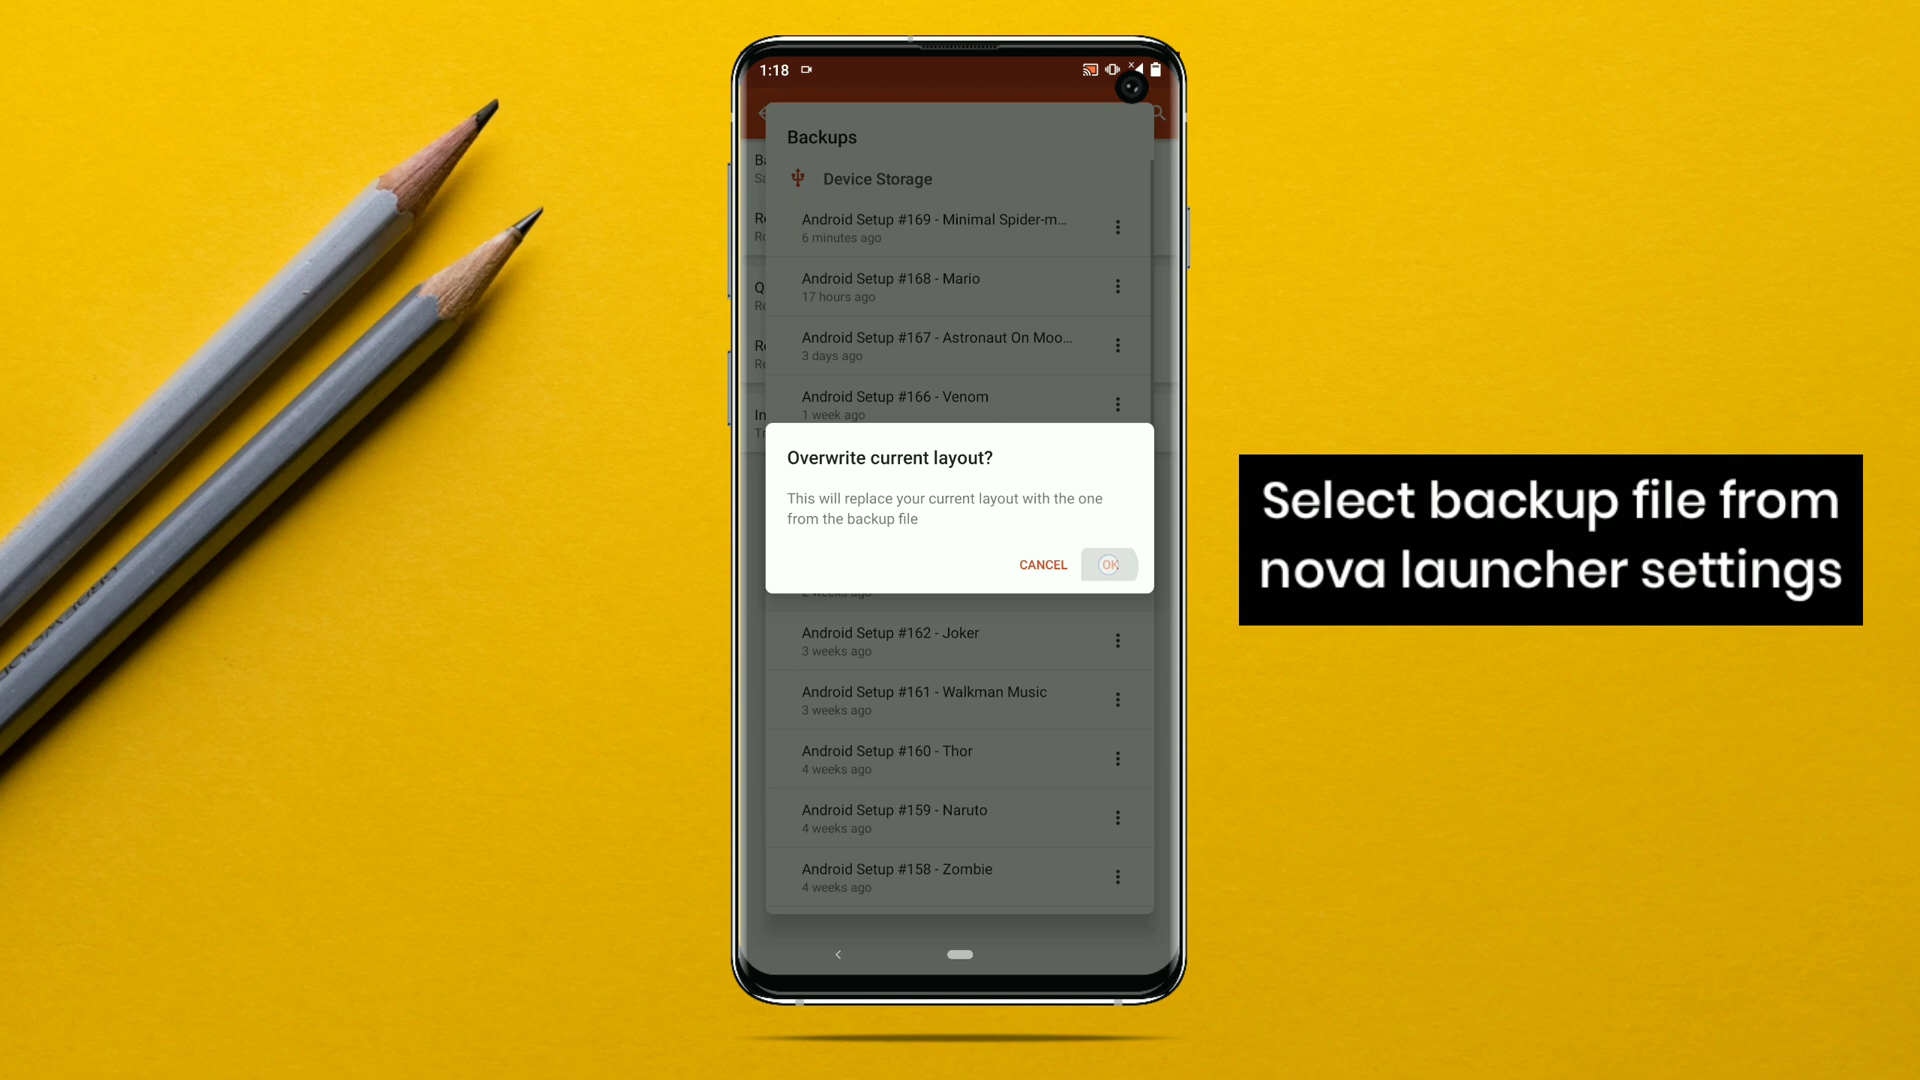 1:18
Backups
Device Storage
Android Setup #169 - Minimal Spider-m...
6 minutes ago
Android Setup #168 - Mario
17 hours ago
Android Setup #167 - Astronaut On Moo...
3 days ago
Android Setup #166 - Venom
1 week ago
Overwrite current layout?
This will replace your current layout with the one
from the backup file
CANCEL OK
2 weeks ago
Android Setup #162 - Joker
3 weeks ago
Android Setup #161 - Walkman Music
3 weeks ago
Android Setup #160 - Thor
4 weeks ago
Android Setup #159 - Naruto
4 weeks ago
Android Setup #158 - Zombie
4 weeks ago
Select backup file from
nova launcher settings